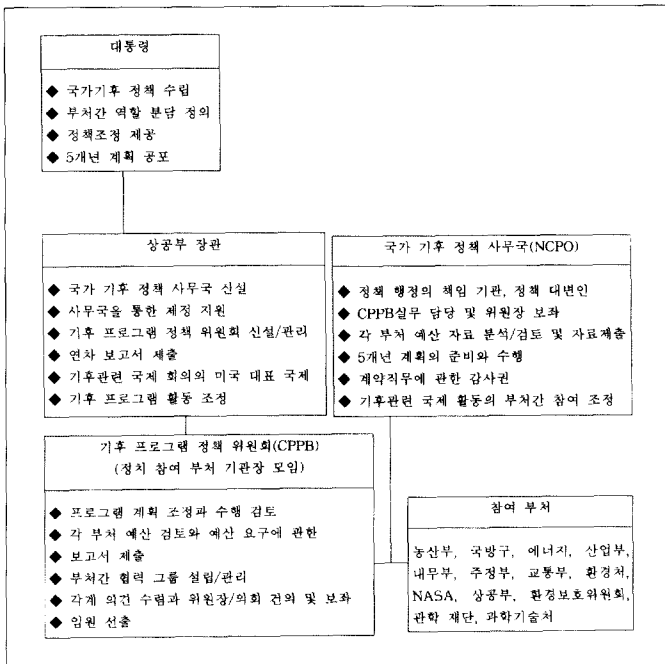 대통령
◆ 국가기후 정책 수립
◆ 부처간 역할 분담 정의
◆ 정책조정 제공
◆ 5개년 계획 공포
상공부 장관
◆ 국가 기후 정책 사무국 신설
◆ 사무국을 통한 제정 지원
◆ 기후 프로그램 정책 위원회 신설/관리
◆ 연차 보고서 제출
◆ 기후관련 국제 회의의 미국 대표 국제
◆ 기후 프로그램 활동 조정
국가 기후 정책 사무국(NCPO)
◆ 정책 행정의 책임 기관, 정책 대변인
◆ CPPB실무 담당 및 위원장 보좌
◆ 각 부처 예산 자료 분석/검토 및 자료제출
◆ 5개년 계획의 준비와 수행
◆ 계약직무에 관한 감사권
◆ 기후관련 국제 활동의 부처간 참여 조정
기후 프로그램 정책 위원회(CPPB)
(정치 참여 부처 기관장 모임)
◆ 프로그램 계획 조정과 수행 검토
◆ 각 부처 예산 검토와 예산 요구에 관한
◆ 보고서 제출
◆ 부처간 협력 그룹 설립/관리
◆ 각계 의견 수렴과 위원장/의회 건의 및 보좌
◆ 임원 선출
참여 부처
농산부, 국방구, 에너지, 산업부,
내무부, 주정부, 교통부, 환경처,
NASA, 상공부, 환경보호위원회,
관학 재단, 과학기술처